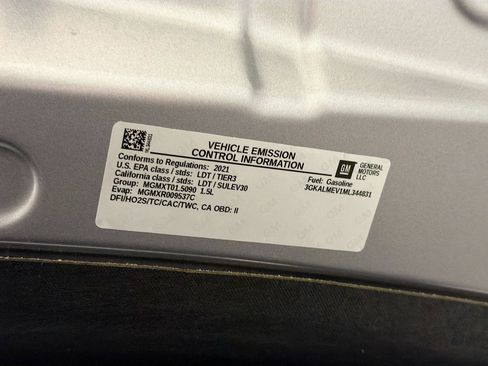 VEHICLE EMISSION
CONTROL INFORMATION
Conforms to Regulations: 2021
U.S. EPA class / stds: LDT / TIER3
California class / stds: LDT / SULEV30
Group: MGMXT01.5090 1.5L
Evap: MGMXR009537C
DFI/HO2S/TC/CAC/TWC, CA OBD: II
GM
GENERAL
MOTORS
LLC
Fuel: Gasoline
3GKALMEV1ML344831